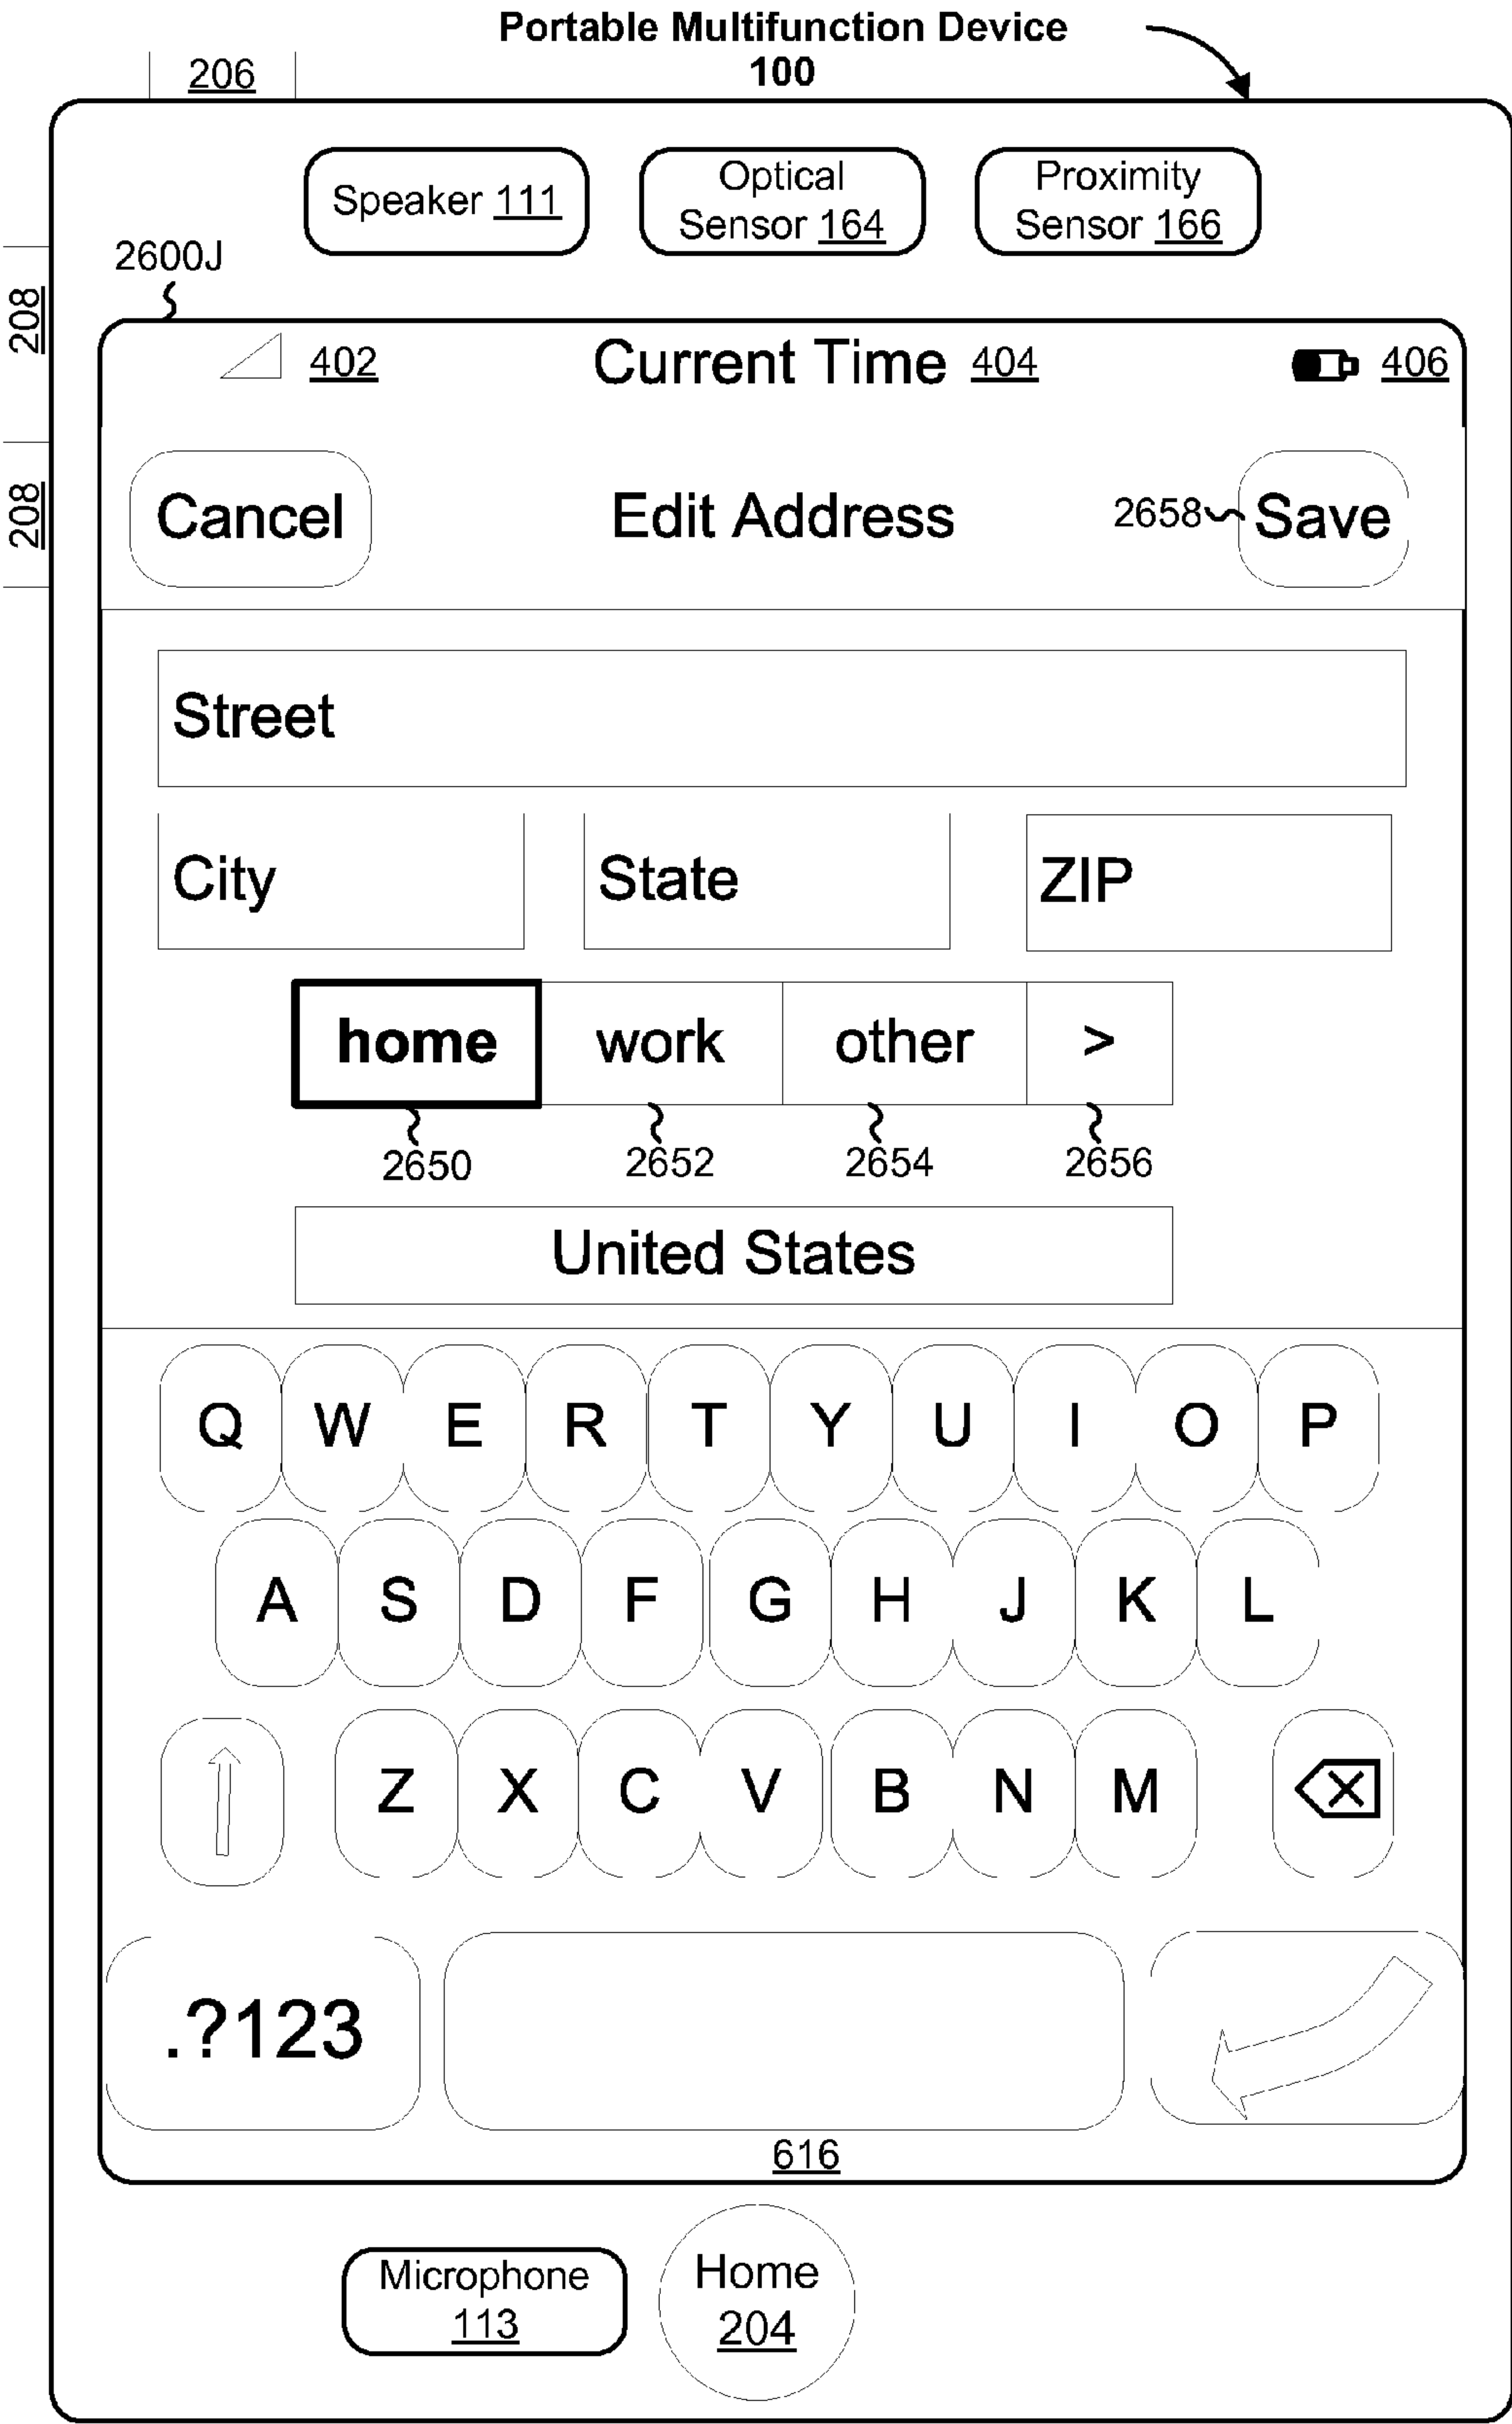 Portable Multifunction Device
100
206
Speaker 111
Optical
Sensor 164
Proximity
Sensor 166
2600J
208
402
Current Time 404
406
208
Cancel
Edit Address
2658
Save
Street
City
State
ZIP
home
work
other
>
2650
2652
2654
2656
United States
Q W E R T Y U I O P
A S D F G H J K L
Z X C V B N M
.?123
616
Microphone
113
Home
204